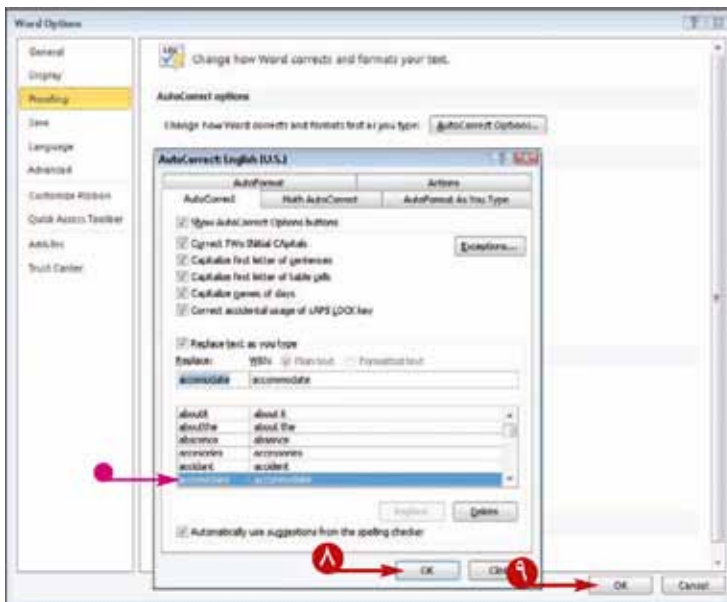 Word Options
General
Display
Proofing
Save
Language
Advanced
Customize Ribbon
Quick Access Toolbar
Add-Ins
Trust Center
ABC
Change how Word corrects and formats your text.
AutoCorrect options
Change how Word corrects and formats text as you type:
AutoCorrect Options...
AutoCorrect: English (U.S.)
AutoFormat
Actions
AutoCorrect
Math AutoCorrect
AutoFormat As You Type
Show AutoCorrect Options buttons
Correct TWo INitial CApitals
Exceptions...
Capitalize first letter of sentences
Capitalize first letter of table cells
Capitalize names of days
Correct accidental usage of cAPS LOCK key
Replace text as you type
Replace: With: Plain text Formatted text
accomodate accommodate
aboutit about it
aboutthe about the
abscence absence
accesories accessories
accidant accident
accomodate accommodate
Replace
Delete
Automatically use suggestions from the spelling checker
٨
OK
٩
OK
Cancel